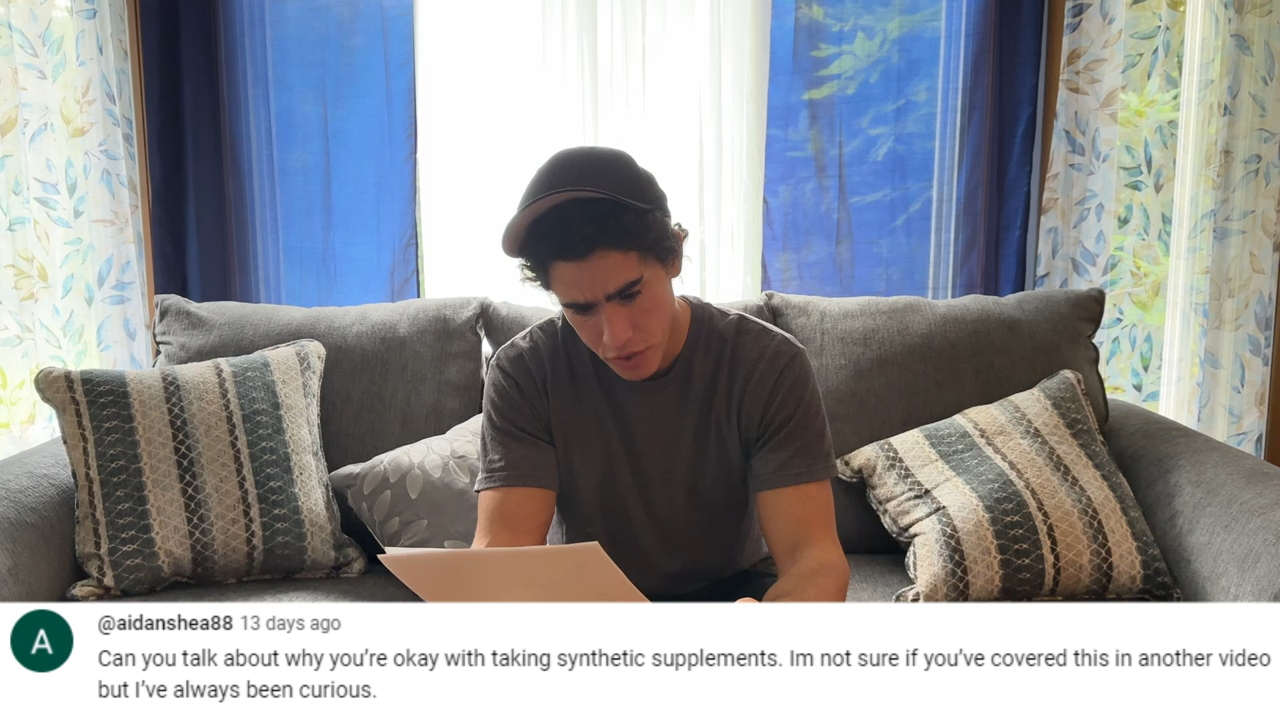 A
@aidanshea88 13 days ago
Can you talk about why you're okay with taking synthetic supplements. Im not sure if you've covered this in another video
but I've always been curious.